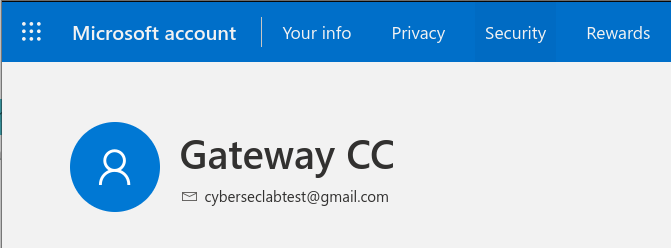 Microsoft account Your info Privacy Security Rewards
Gateway CC
cyberseclabtest@gmail.com